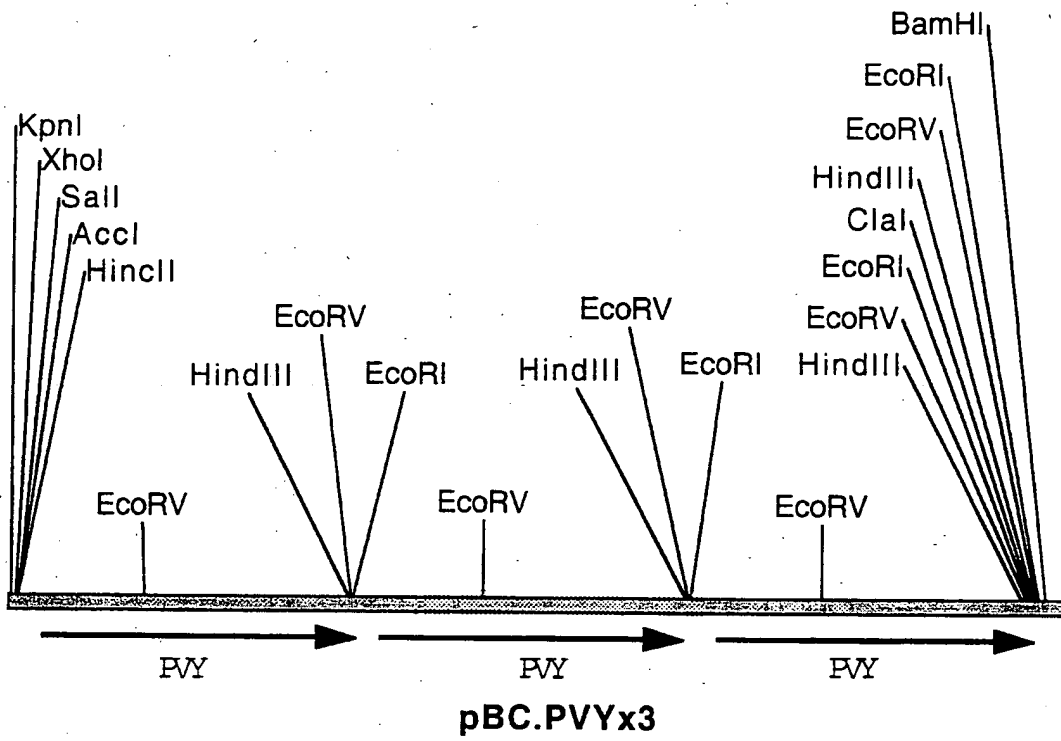 BamHI
EcoRI
KpnI
EcoRV
XhoI
HindIII
SalI
ClaI
AccI
EcoRI
HincII
EcoRV
EcoRV
EcoRV
HindIII
EcoRI
HindIII
EcoRI
HindIII
EcoRV
EcoRV
EcoRV
PVY
PVY
PVY
pBC.PVYx3